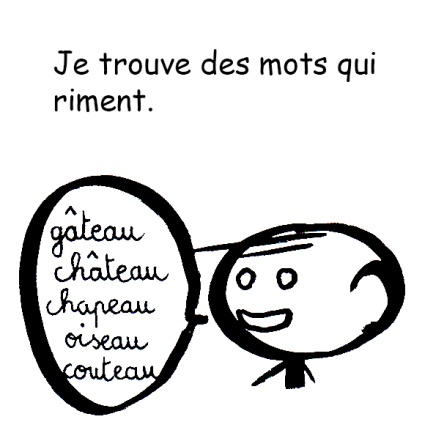 Je trouve des mots qui
riment.
gâteau
château
chapeau
oiseau
couteau